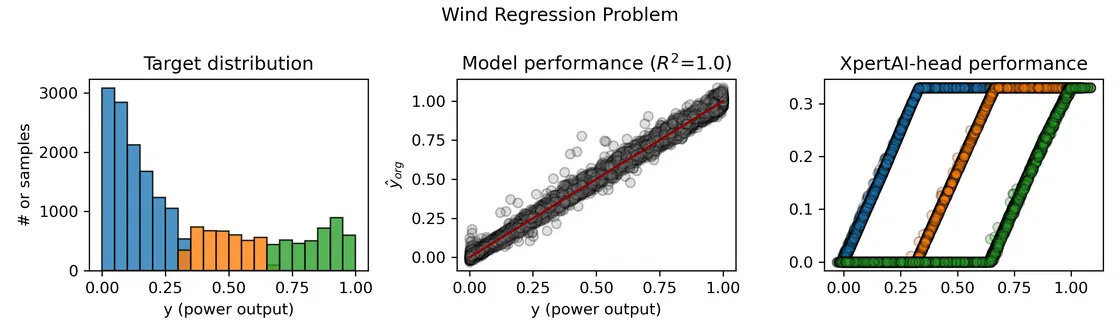 Wind Regression Problem
Target distribution
# or samples
3000
2000
1000
0
0.00 0.25 0.50 0.75 1.00
y (power output)
Model performance (R²=1.0)
ŷ_org
1.00
0.75
0.50
0.25
0.00
0.00 0.25 0.50 0.75 1.00
y (power output)
XpertAI-head performance
0.3
0.2
0.1
0.0
0.00 0.25 0.50 0.75 1.00